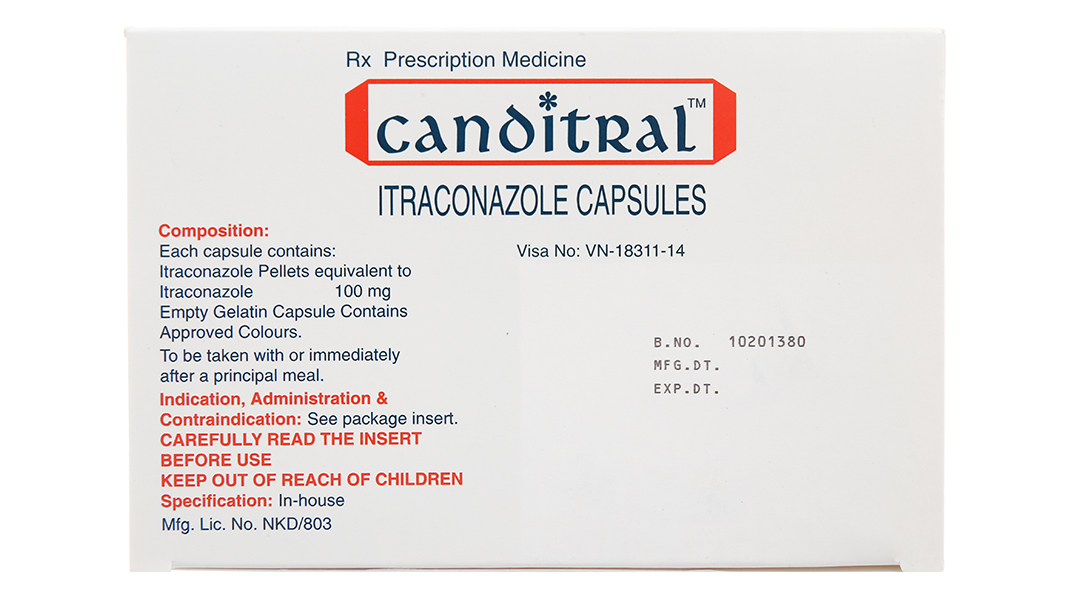 Rx Prescription Medicine
canditral™
ITRACONAZOLE CAPSULES
Composition:
Each capsule contains:
Itraconazole Pellets equivalent to
Itraconazole 100 mg
Empty Gelatin Capsule Contains
Approved Colours.
To be taken with or immediately
after a principal meal.
Indication, Administration &
Contraindication: See package insert.
CAREFULLY READ THE INSERT
BEFORE USE
KEEP OUT OF REACH OF CHILDREN
Specification: In-house
Mfg. Lic. No. NKD/803
Visa No: VN-18311-14
B.NO. 10201380
MFG.DT.
EXP.DT.